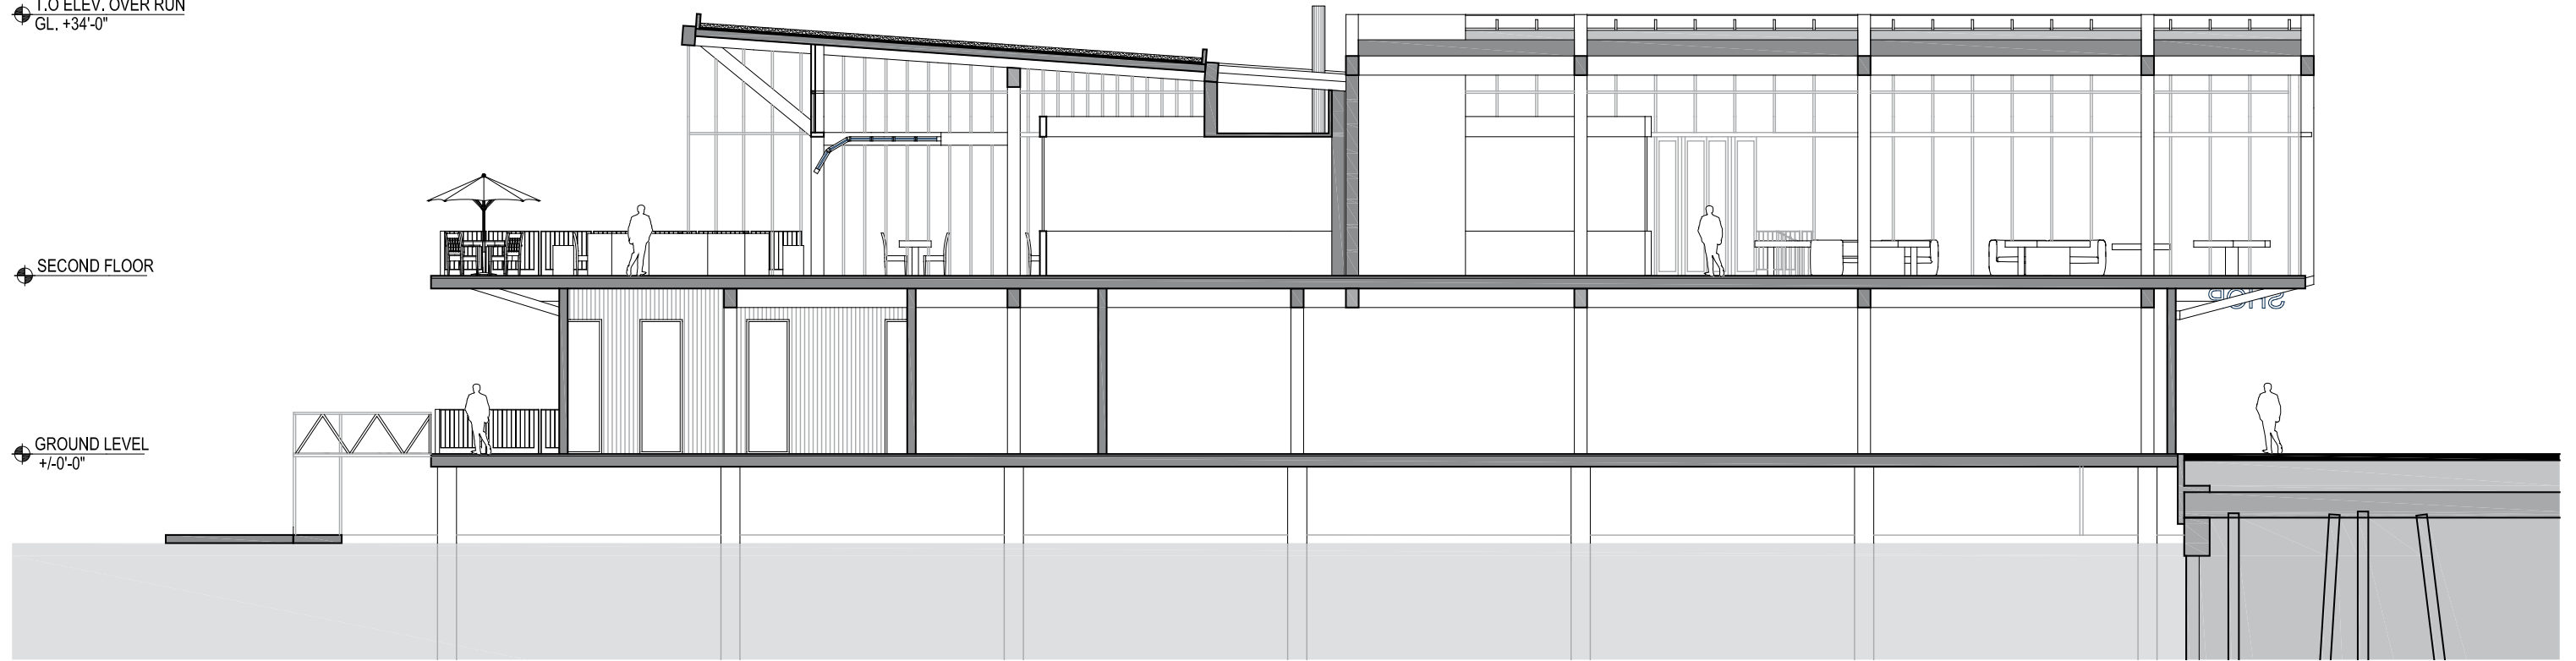 T.O ELEV. OVER RUN
GL. +34'-0"
SECOND FLOOR
GROUND LEVEL
+/-0'-0"